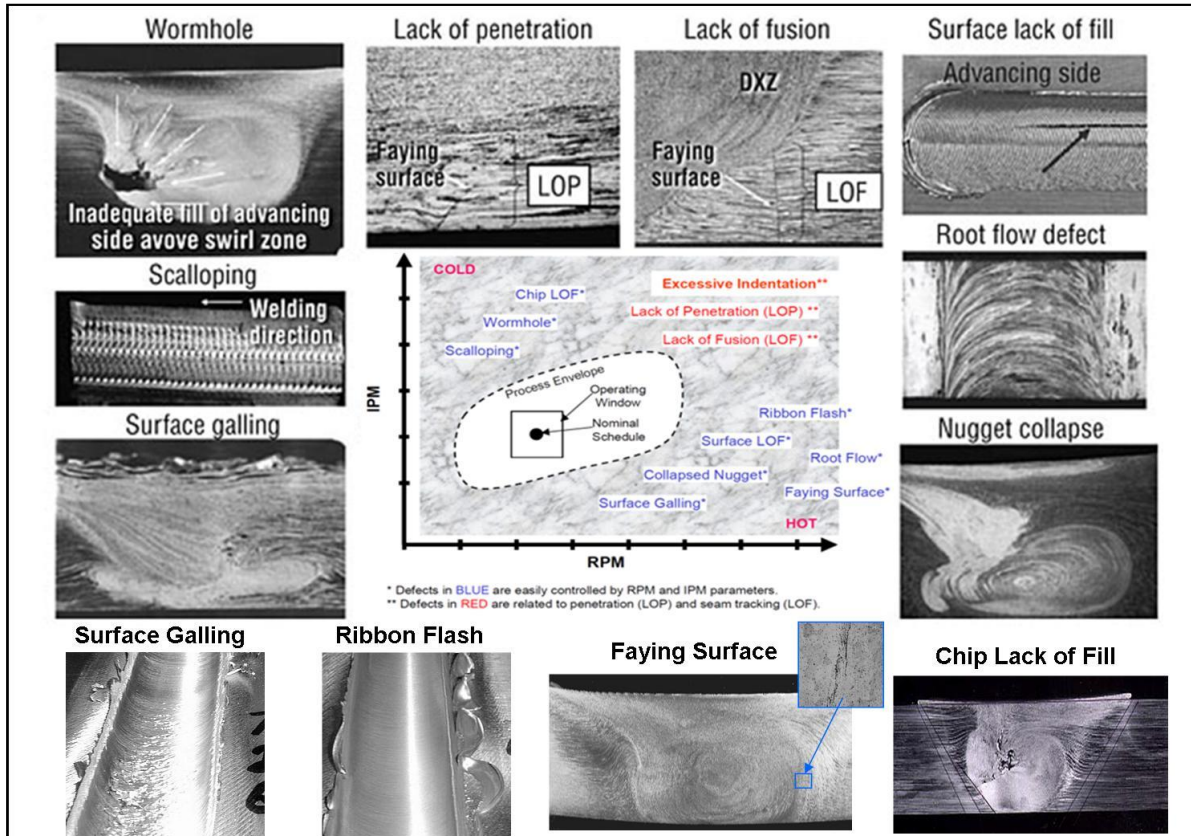 Wormhole
Lack of penetration
Lack of fusion
Surface lack of fill
Inadequate fill of advancing
side avove swirl zone
Faying
surface
LOP
DXZ
Faying
surface
LOF
Advancing side
Scalloping
Welding
direction
Root flow defect
Surface galling
Nugget collapse
COLD
Chip LOF*
Wormhole*
Scalloping*
Excessive Indentation**
Lack of Penetration (LOP) **
Lack of Fusion (LOF) **
Process Envelope
Operating
Window
Nominal
Schedule
Ribbon Flash*
Surface LOF*
Root Flow*
Collapsed Nugget*
Faying Surface*
Surface Galling*
HOT
IPM
RPM
* Defects in BLUE are easily controlled by RPM and IPM parameters.
** Defects in RED are related to penetration (LOP) and seam tracking (LOF).
Surface Galling
Ribbon Flash
Faying Surface
Chip Lack of Fill